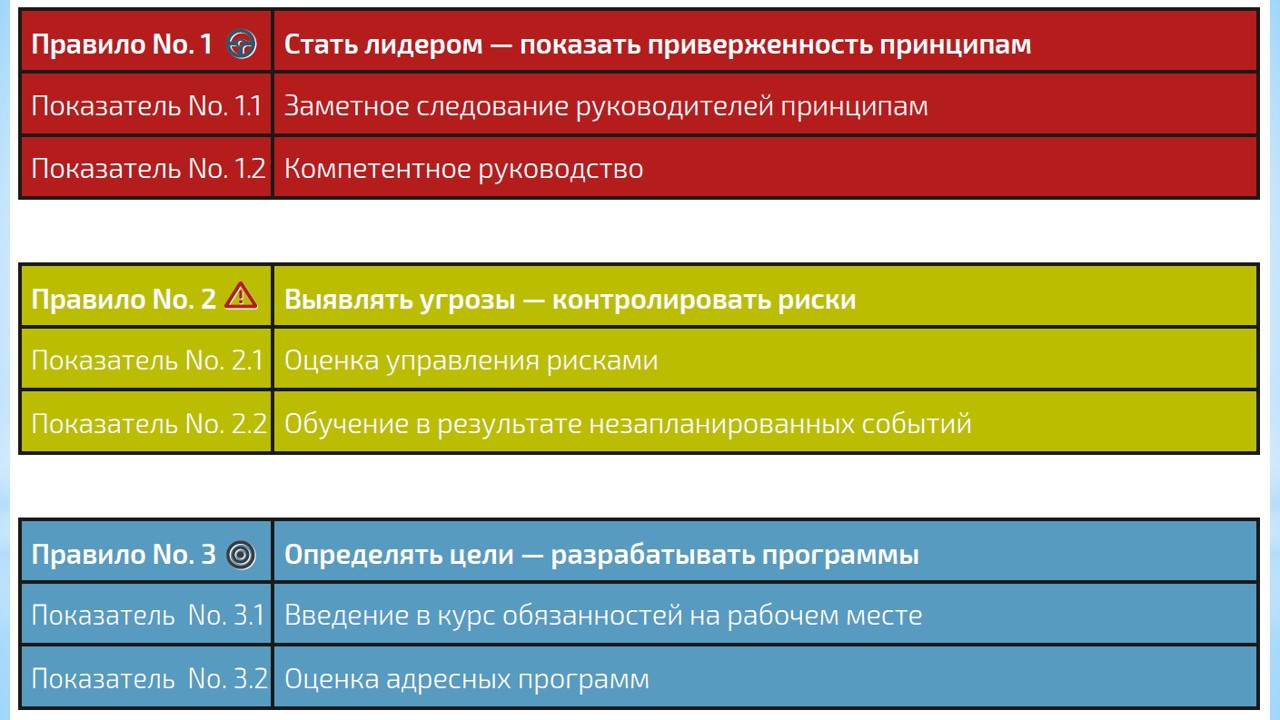 Правило No. 1 Стать лидером — показать приверженность принципам
Показатель No. 1.1 Заметное следование руководителей принципам
Показатель No. 1.2 Компетентное руководство
Правило No. 2 Выявлять угрозы — контролировать риски
Показатель No. 2.1 Оценка управления рисками
Показатель No. 2.2 Обучение в результате незапланированных событий
Правило No. 3 Определять цели — разрабатывать программы
Показатель No. 3.1 Введение в курс обязанностей на рабочем месте
Показатель No. 3.2 Оценка адресных программ